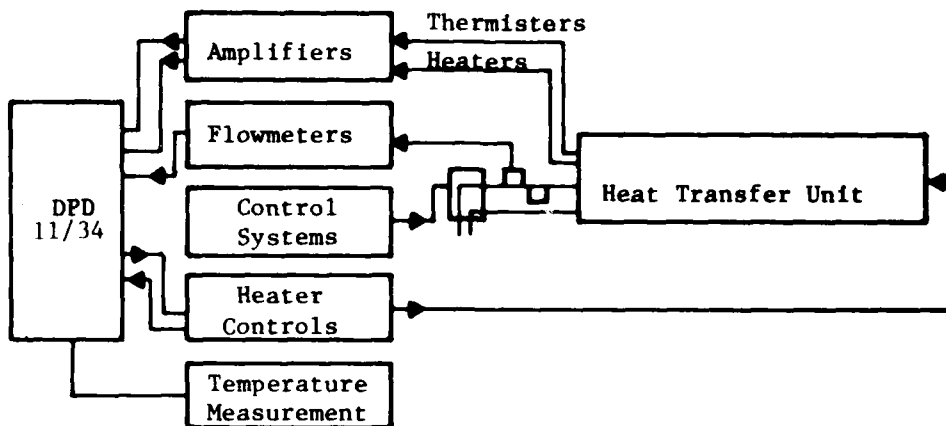 Thermisters
Amplifiers
Heaters
Flowmeters
DPD
11/34
Heat Transfer Unit
Control
Systems
Heater
Controls
Temperature
Measurement